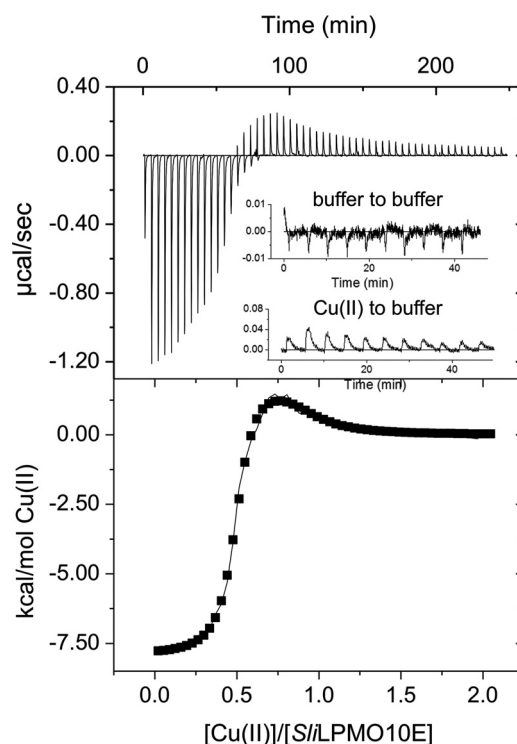 Time (min)
0 100 200
0.40
0.00
-0.40
-0.80
-1.20
µcal/sec
buffer to buffer
0.01
0.00
-0.01
0 20 40
Time (min)
Cu(II) to buffer
0.08
0.04
0.00
0 20 40
Time (min)
0.00
-2.50
-5.00
-7.50
kcal/mol Cu(II)
0.0 0.5 1.0 1.5 2.0
[Cu(II)]/[SliLPMO10E]